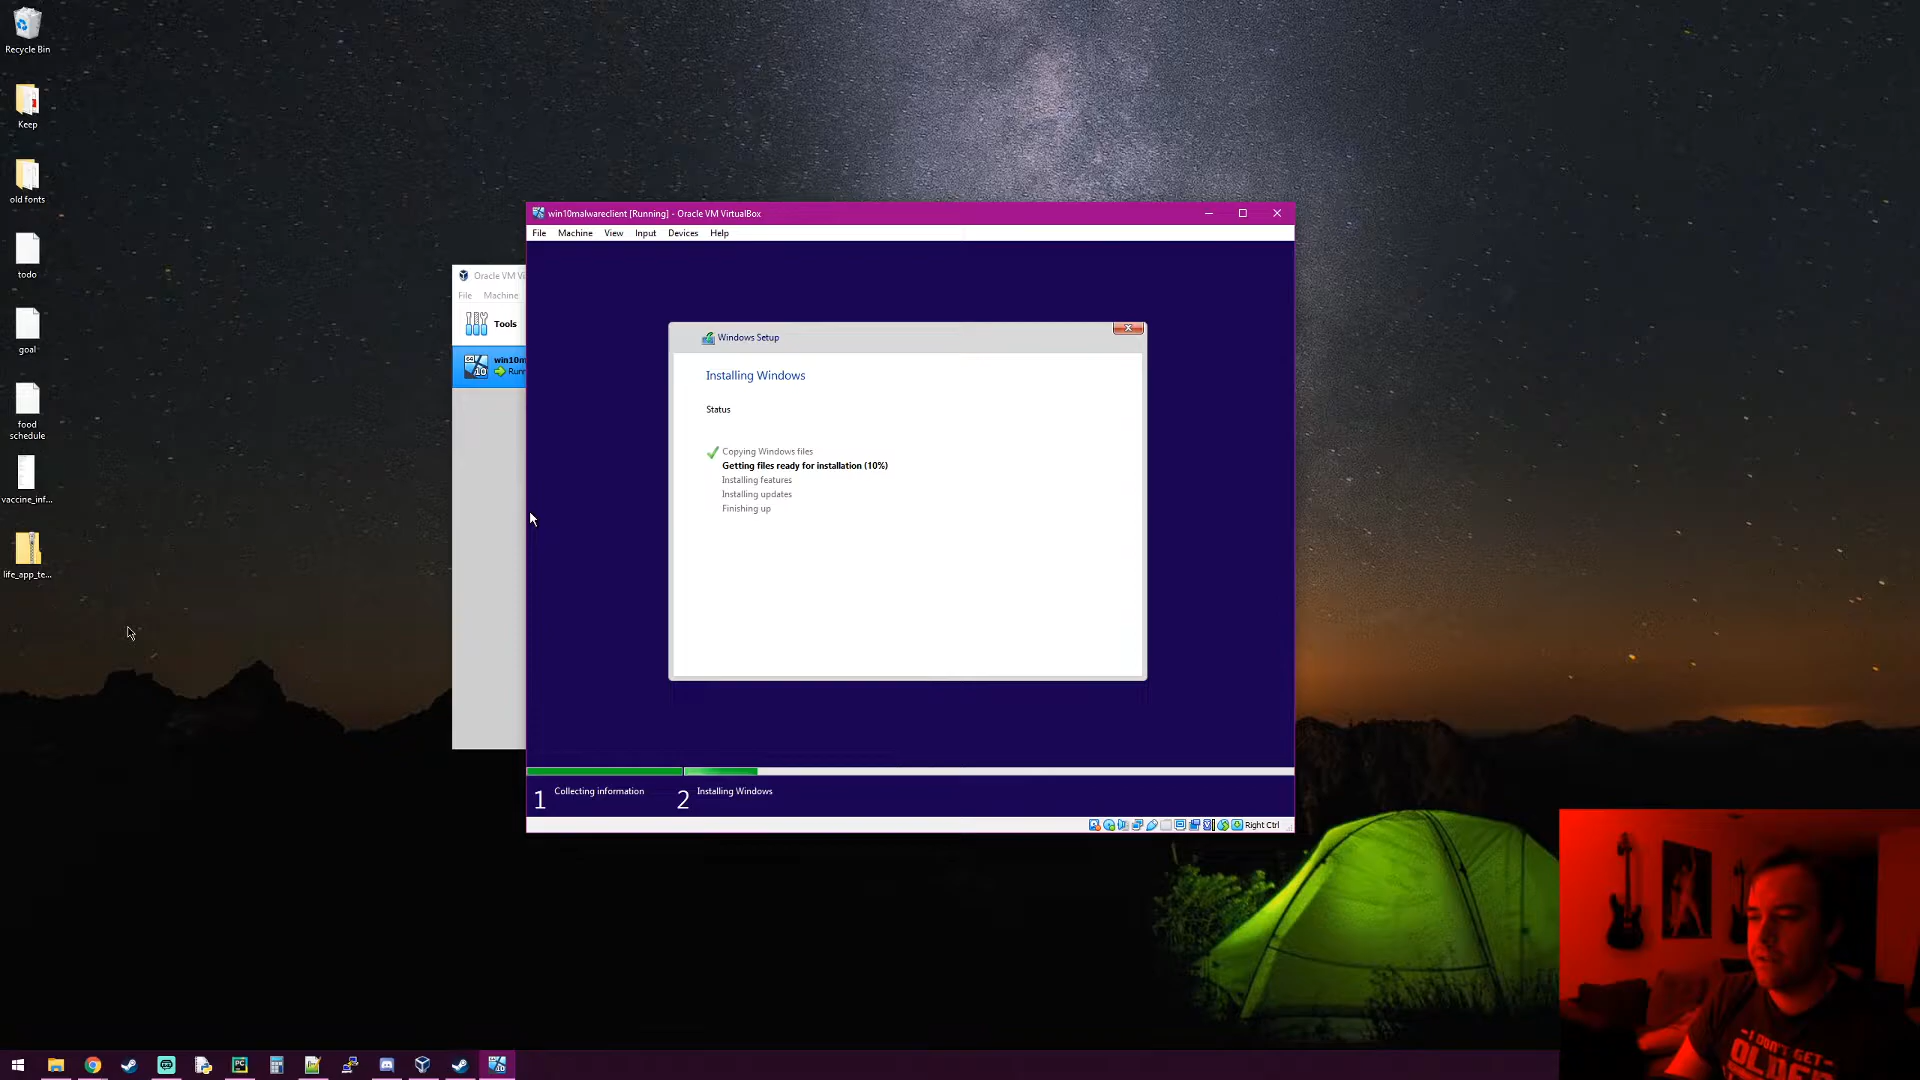 Recycle Bin
Keep
old fonts
todo
goal
food
schedule
vaccine_inf...
life_app_te...
Oracle VM Vi
File Machine
Tools
win10m
Runn
win10malwareclient [Running] - Oracle VM VirtualBox
File Machine View Input Devices Help
Windows Setup
Installing Windows
Status
Copying Windows files
Getting files ready for installation (10%)
Installing features
Installing updates
Finishing up
1 Collecting information 2 Installing Windows
Right Ctrl
-I DON'T GET-
OLDER